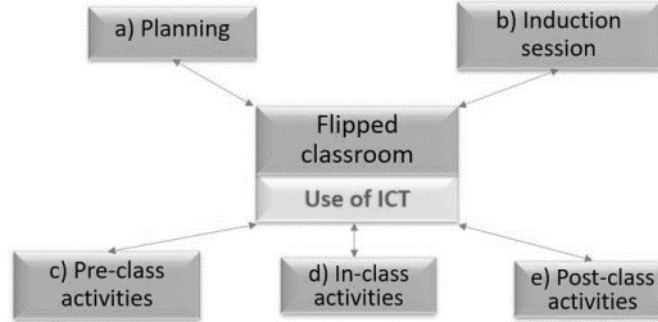 a) Planning
b) Induction
session
Flipped
classroom
Use of ICT
c) Pre-class
activities
d) In-class
activities
e) Post-class
activities